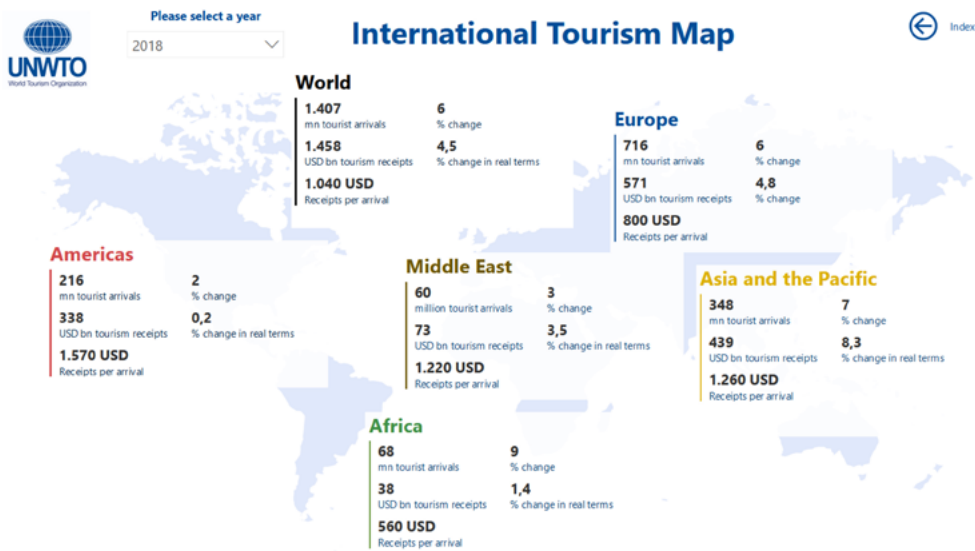 Please select a year
2018
International Tourism Map
Index
UNWTO
World Tourism Organization
World
1.407 6
mn tourist arrivals % change
1.458 4,5
USD bn tourism receipts % change in real terms
1.040 USD
Receipts per arrival
Europe
716 6
mn tourist arrivals % change
571 4,8
USD bn tourism receipts % change
800 USD
Receipts per arrival
Americas
216 2
mn tourist arrivals % change
338 0,2
USD bn tourism receipts % change in real terms
1.570 USD
Receipts per arrival
Middle East
60 3
million tourist arrivals % change
73 3,5
USD bn tourism receipts % change in real terms
1.220 USD
Receipts per arrival
Asia and the Pacific
348 7
mn tourist arrivals % change
439 8,3
USD bn tourism receipts % change in real terms
1.260 USD
Receipts per arrival
Africa
68 9
mn tourist arrivals % change
38 1,4
USD bn tourism receipts % change in real terms
560 USD
Receipts per arrival